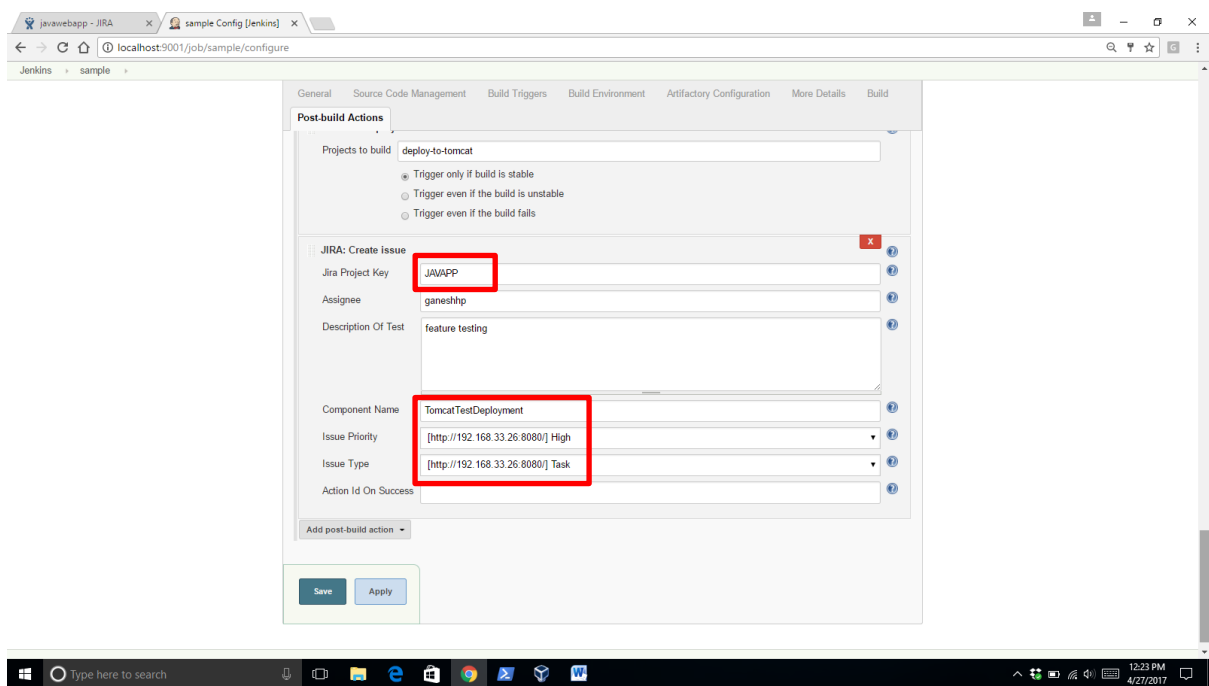 javawebapp - JIRA
sample Config [Jenkins]
localhost:9001/job/sample/configure
Jenkins
sample
General Source Code Management Build Triggers Build Environment Artifactory Configuration More Details Build
Post-build Actions
Projects to build deploy-to-tomcat
Trigger only if build is stable
Trigger even if the build is unstable
Trigger even if the build fails
X
JIRA: Create issue
Jira Project Key JAVAPP
Assignee ganeshhp
Description Of Test feature testing
Component Name TomcatTestDeployment
Issue Priority [http://192.168.33.26:8080/] High
Issue Type [http://192.168.33.26:8080/] Task
Action Id On Success
Add post-build action
Save Apply
Type here to search
12:23 PM
4/27/2017